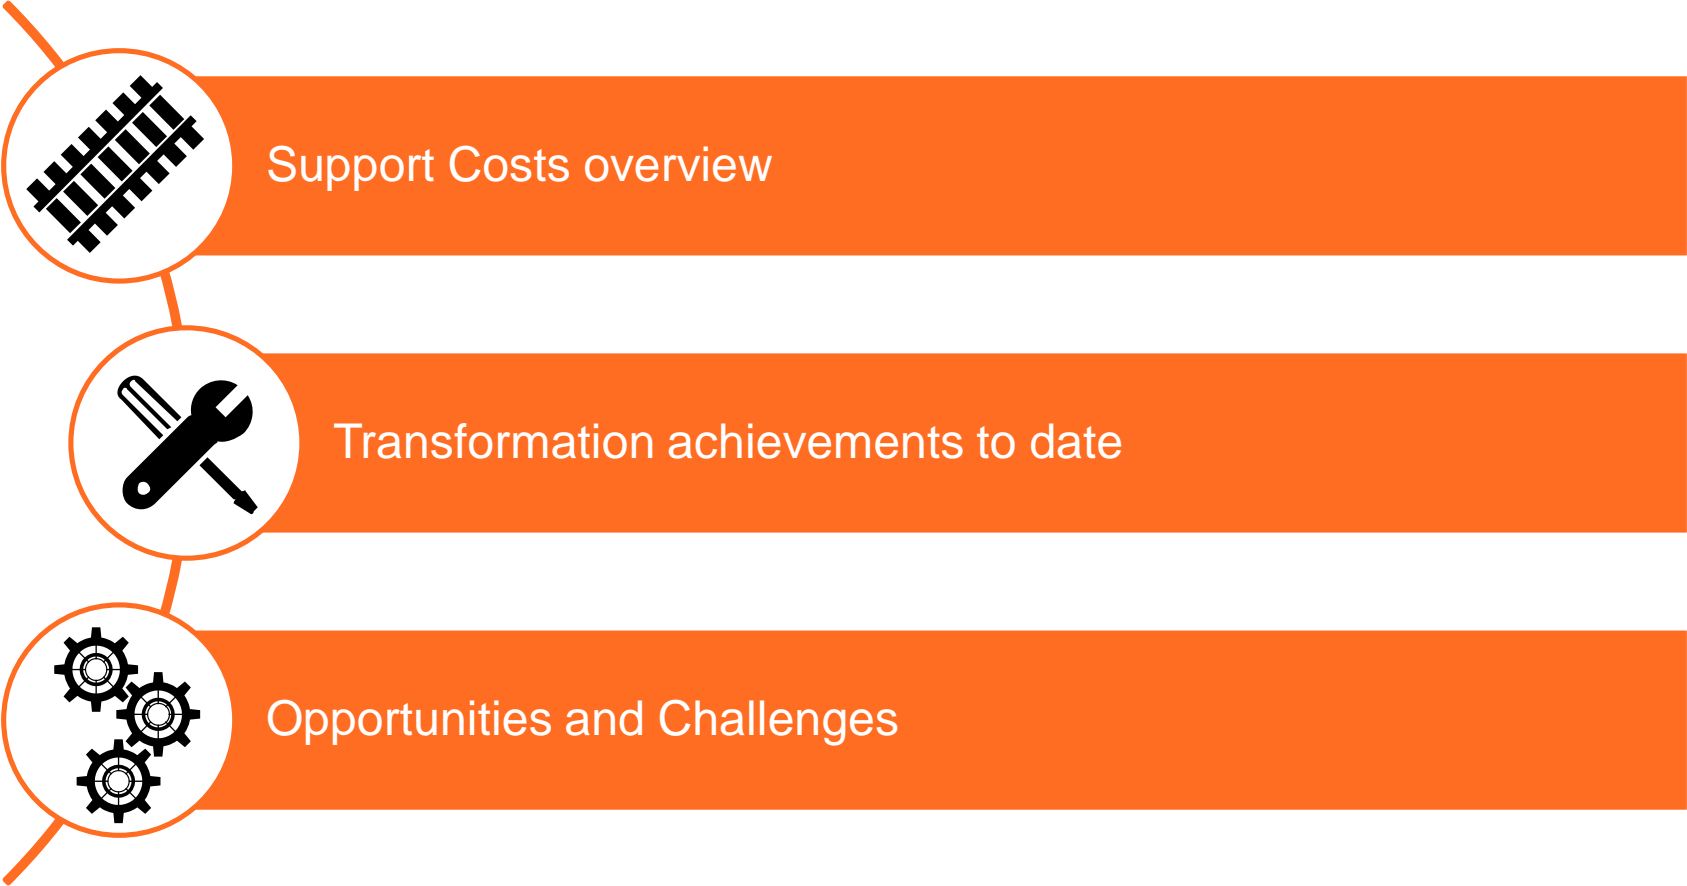 Support Costs overview
Transformation achievements to date
Opportunities and Challenges